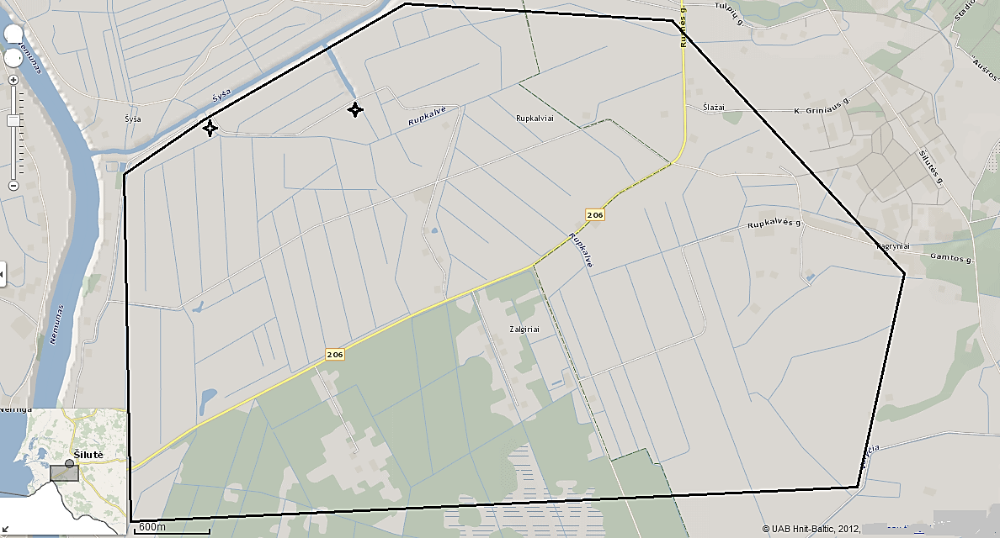 Tulpių g.
Stadio
Rusnės g.
Nemunas
"Aušros"
Šyša
Šyša
Rupkalvė
Rupkalviai
Šlažai
K. Griniaus g.
Šilutės g.
206
Rupkalvės g.
Rupkalvė
Pagryniai
Gamtos g.
Nemunas
Žalgiriai
206
Neringa
Šilutė
600m
© UAB Hnit-Baltic, 2012,